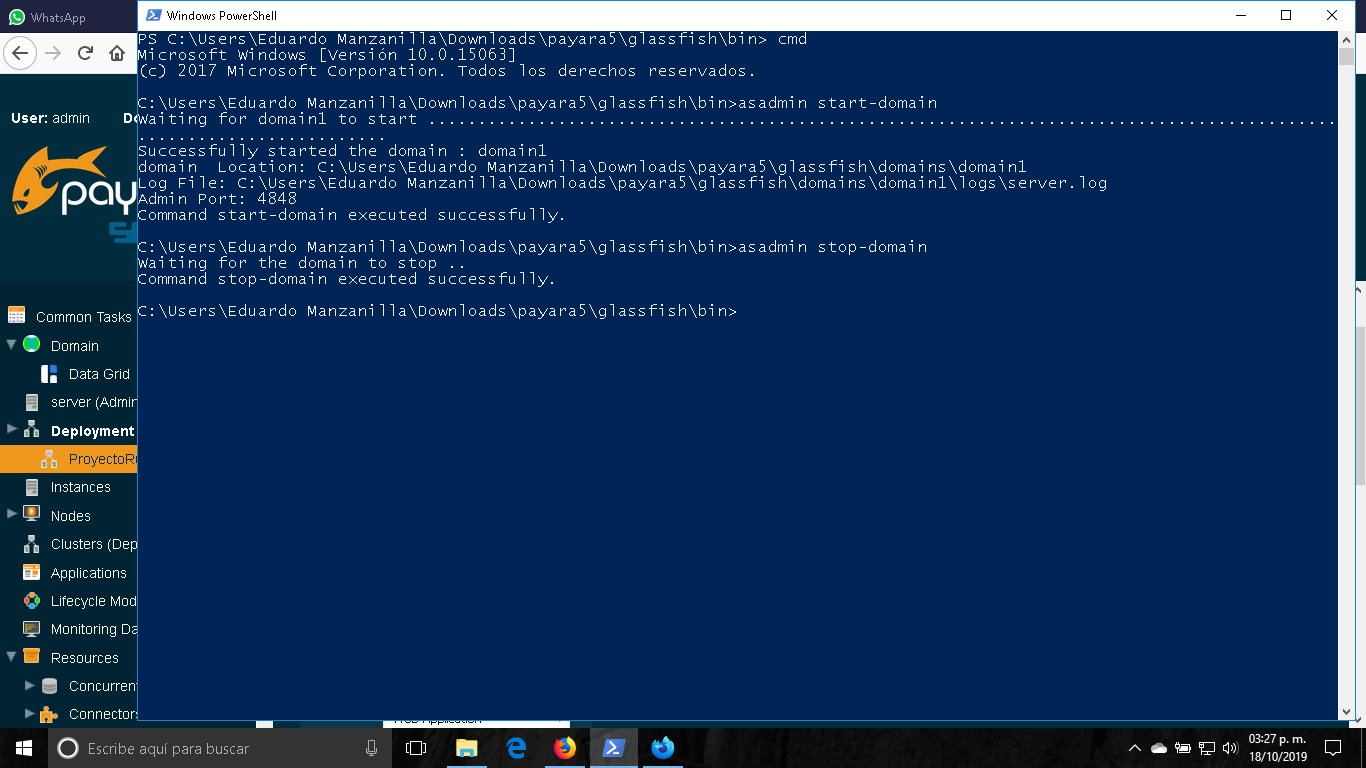 WhatsApp
Windows PowerShell
User: admin
pay
Common Tasks
Domain
Data Grid
server (Admin
Deployment
ProyectoRu
Instances
Nodes
Clusters (Dep
Applications
Lifecycle Mod
Monitoring Da
Resources
Concurren
Connectors
PS C:\Users\Eduardo Manzanilla\Downloads\payara5\glassfish\bin> cmd
Microsoft Windows [Versión 10.0.15063]
(c) 2017 Microsoft Corporation. Todos los derechos reservados.
C:\Users\Eduardo Manzanilla\Downloads\payara5\glassfish\bin>asadmin start-domain
Waiting for domain1 to start ...........................................................................................
.........................
Successfully started the domain : domain1
domain  Location: C:\Users\Eduardo Manzanilla\Downloads\payara5\glassfish\domains\domain1
Log File: C:\Users\Eduardo Manzanilla\Downloads\payara5\glassfish\domains\domain1\logs\server.log
Admin Port: 4848
Command start-domain executed successfully.
C:\Users\Eduardo Manzanilla\Downloads\payara5\glassfish\bin>asadmin stop-domain
Waiting for the domain to stop ..
Command stop-domain executed successfully.
C:\Users\Eduardo Manzanilla\Downloads\payara5\glassfish\bin>
Escribe aquí para buscar
03:27 p. m.
18/10/2019